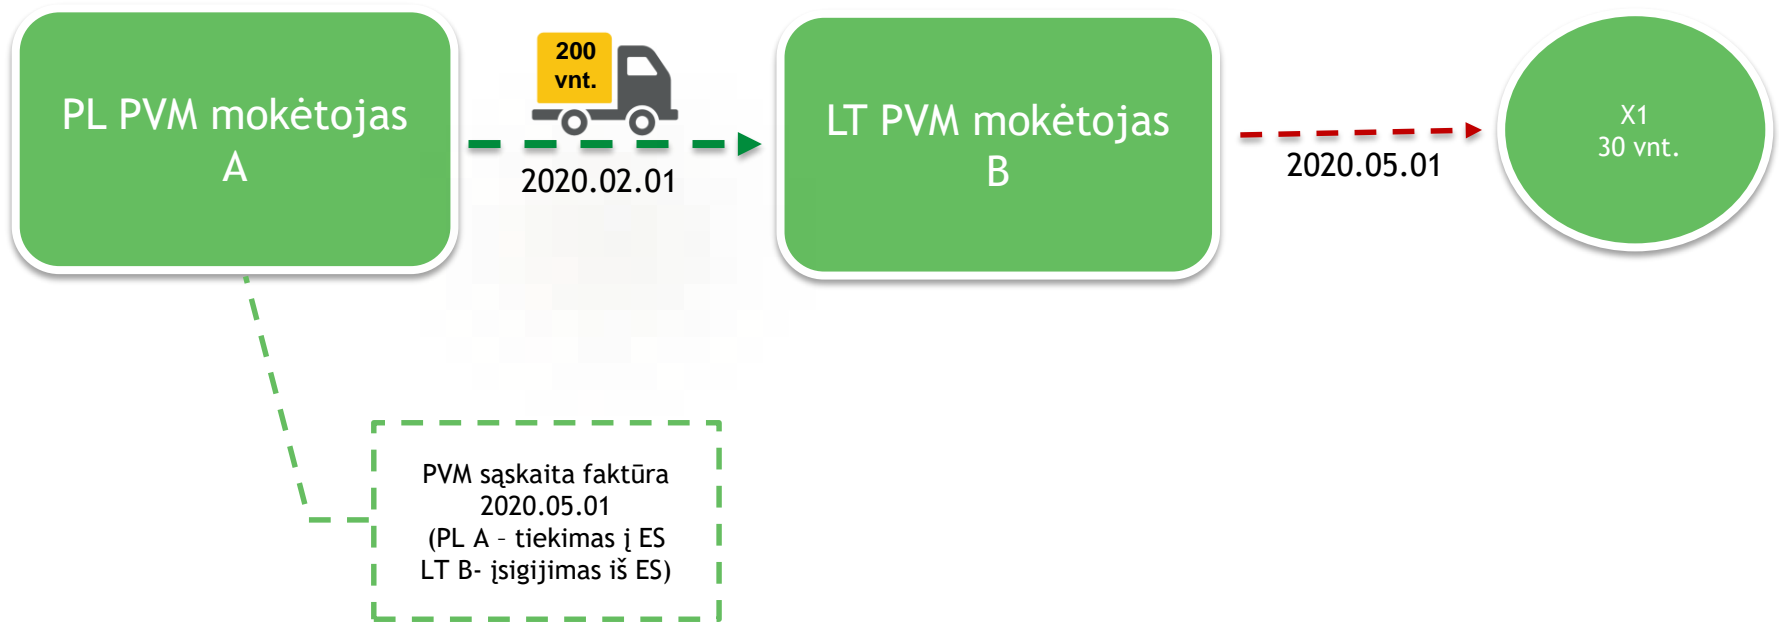 PL PVM mokėtojas
A
200
vnt.
2020.02.01
LT PVM mokėtojas
B
2020.05.01
X1
30 vnt.
PVM sąskaita faktūra
2020.05.01
(PL A – tiekimas į ES
LT B- įsigijimas iš ES)